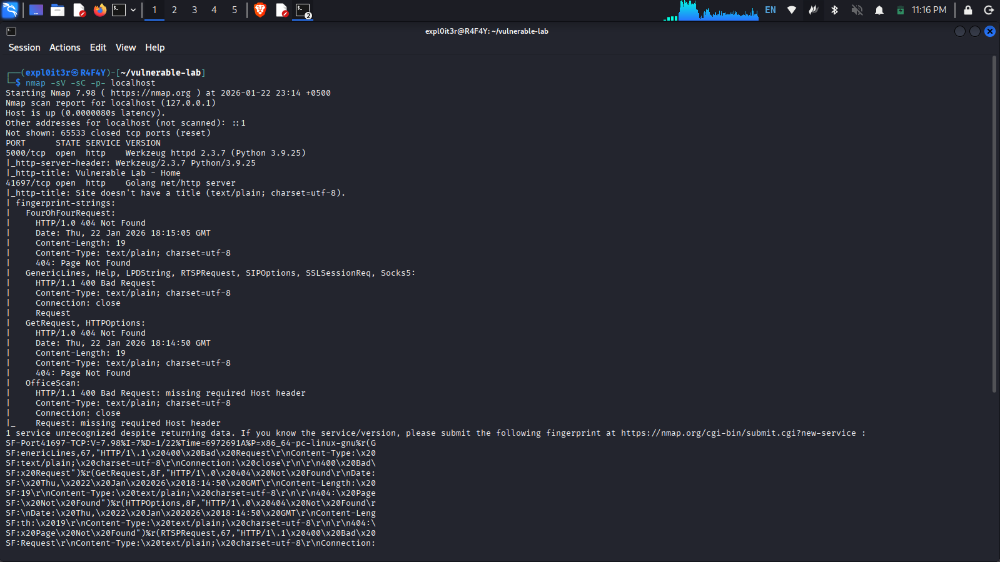 1 2 3 4 5 2 EN 11:16 PM
expl0it3r@R4F4Y: ~/vulnerable-lab
Session Actions Edit View Help
┌──(expl0it3r㉿R4F4Y)-[~/vulnerable-lab]
└─$ nmap -sV -sC -p- localhost
Starting Nmap 7.98 ( https://nmap.org ) at 2026-01-22 23:14 +0500
Nmap scan report for localhost (127.0.0.1)
Host is up (0.0000080s latency).
Other addresses for localhost (not scanned): ::1
Not shown: 65533 closed tcp ports (reset)
PORT      STATE SERVICE VERSION
5000/tcp  open  http    Werkzeug httpd 2.3.7 (Python 3.9.25)
|_http-server-header: Werkzeug/2.3.7 Python/3.9.25
|_http-title: Vulnerable Lab - Home
41697/tcp open  http    Golang net/http server
|_http-title: Site doesn't have a title (text/plain; charset=utf-8).
| fingerprint-strings:
|   FourOhFourRequest:
|     HTTP/1.0 404 Not Found
|     Date: Thu, 22 Jan 2026 18:15:05 GMT
|     Content-Length: 19
|     Content-Type: text/plain; charset=utf-8
|     404: Page Not Found
|   GenericLines, Help, LPDString, RTSPRequest, SIPOptions, SSLSessionReq, Socks5:
|     HTTP/1.1 400 Bad Request
|     Content-Type: text/plain; charset=utf-8
|     Connection: close
|     Request
|   GetRequest, HTTPOptions:
|     HTTP/1.0 404 Not Found
|     Date: Thu, 22 Jan 2026 18:14:50 GMT
|     Content-Length: 19
|     Content-Type: text/plain; charset=utf-8
|     404: Page Not Found
|   OfficeScan:
|     HTTP/1.1 400 Bad Request: missing required Host header
|     Content-Type: text/plain; charset=utf-8
|     Connection: close
|_    Request: missing required Host header
1 service unrecognized despite returning data. If you know the service/version, please submit the following fingerprint at https://nmap.org/cgi-bin/submit.cgi?new-service :
SF-Port41697-TCP:V=7.98%I=7%D=1/22%Time=6972691A%P=x86_64-pc-linux-gnu%r(G
SF:enericLines,67,"HTTP/1\.1\x20400\x20Bad\x20Request\r\nContent-Type:\x20
SF:text/plain;\x20charset=utf-8\r\nConnection:\x20close\r\n\r\n400\x20Bad\
SF:x20Request")%r(GetRequest,8F,"HTTP/1\.0\x20404\x20Not\x20Found\r\nDate:
SF:\x20Thu,\x2022\x20Jan\x202026\x2018:14:50\x20GMT\r\nContent-Length:\x20
SF:19\r\nContent-Type:\x20text/plain;\x20charset=utf-8\r\n\r\n404:\x20Page
SF:\x20Not\x20Found")%r(HTTPOptions,8F,"HTTP/1\.0\x20404\x20Not\x20Found\r
SF:\nDate:\x20Thu,\x2022\x20Jan\x202026\x2018:14:50\x20GMT\r\nContent-Leng
SF:th:\x2019\r\nContent-Type:\x20text/plain;\x20charset=utf-8\r\n\r\n404:\
SF:x20Page\x20Not\x20Found")%r(RTSPRequest,67,"HTTP/1\.1\x20400\x20Bad\x20
SF:Request\r\nContent-Type:\x20text/plain;\x20charset=utf-8\r\nConnection: